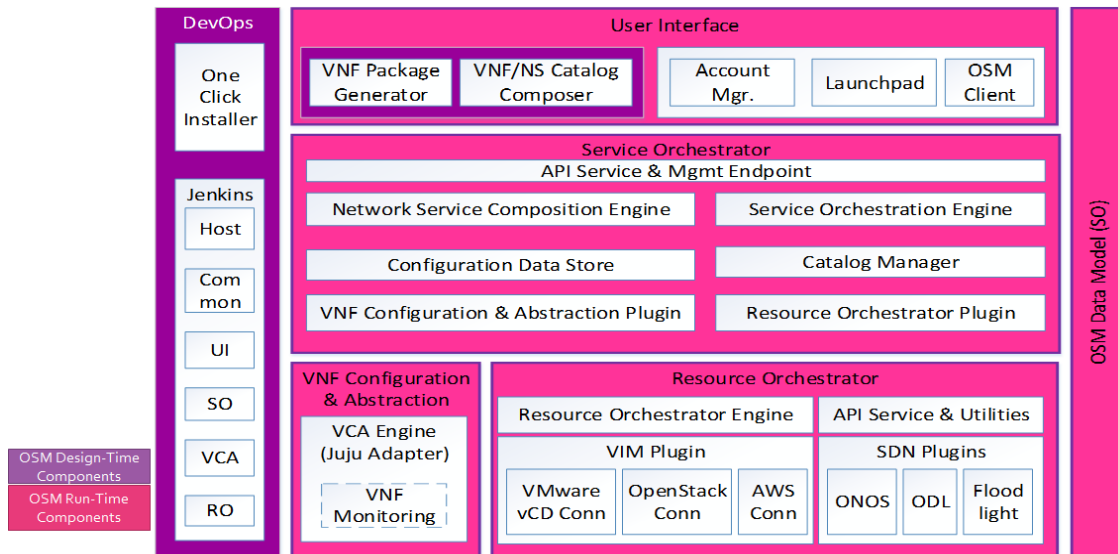 DevOps
One
Click
Installer
Jenkins
Host
Com
mon
UI
SO
VCA
RO
OSM Design-Time
Components
OSM Run-Time
Components
User Interface
VNF Package
Generator
VNF/NS Catalog
Composer
Account
Mgr.
Launchpad
OSM
Client
Service Orchestrator
API Service & Mgmt Endpoint
Network Service Composition Engine
Service Orchestration Engine
Configuration Data Store
Catalog Manager
VNF Configuration & Abstraction Plugin
Resource Orchestrator Plugin
VNF Configuration
& Abstraction
VCA Engine
(Juju Adapter)
VNF
Monitoring
Resource Orchestrator
Resource Orchestrator Engine
API Service & Utilities
VIM Plugin
VMware
vCD Conn
OpenStack
Conn
AWS
Conn
SDN Plugins
ONOS
ODL
Flood
light
OSM Data Model (SO}